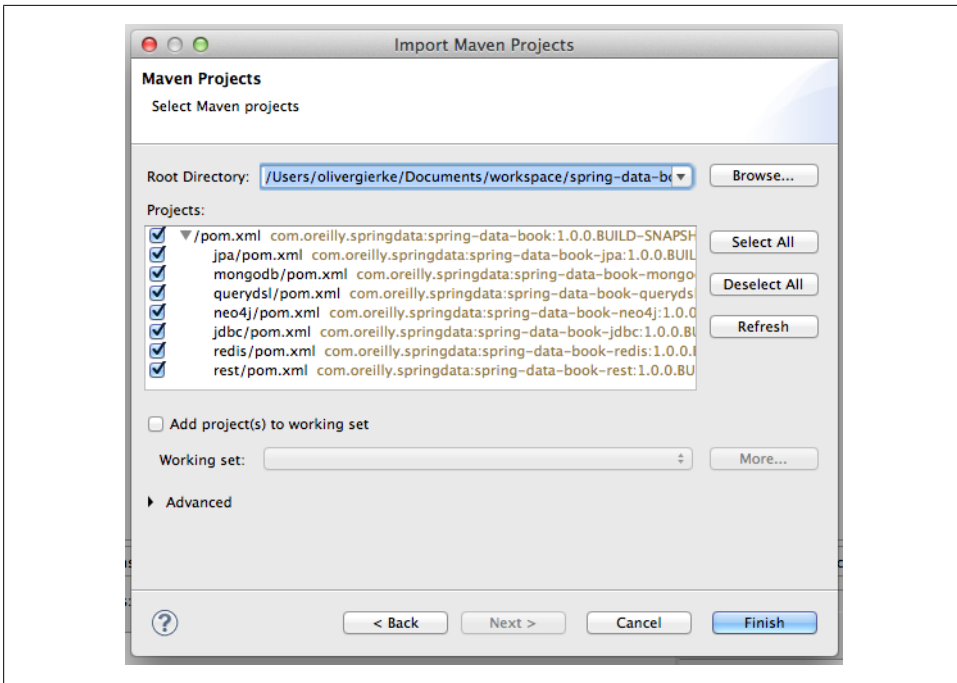 Import Maven Projects
Maven Projects
Select Maven projects
Root Directory: /Users/olivergierke/Documents/workspace/spring-data-b Browse...
Projects:
/pom.xml com.oreilly.springdata:spring-data-book:1.0.0.BUILD-SNAPSH
jpa/pom.xml com.oreilly.springdata:spring-data-book-jpa:1.0.0.BUIL
mongodb/pom.xml com.oreilly.springdata:spring-data-book-mongo
querydsl/pom.xml com.oreilly.springdata:spring-data-book-querydsl
neo4j/pom.xml com.oreilly.springdata:spring-data-book-neo4j:1.0.0
jdbc/pom.xml com.oreilly.springdata:spring-data-book-jdbc:1.0.0.BU
redis/pom.xml com.oreilly.springdata:spring-data-book-redis:1.0.0.
rest/pom.xml com.oreilly.springdata:spring-data-book-rest:1.0.0.BU
Select All
Deselect All
Refresh
Add project(s) to working set
Working set: More...
Advanced
? < Back Next > Cancel Finish